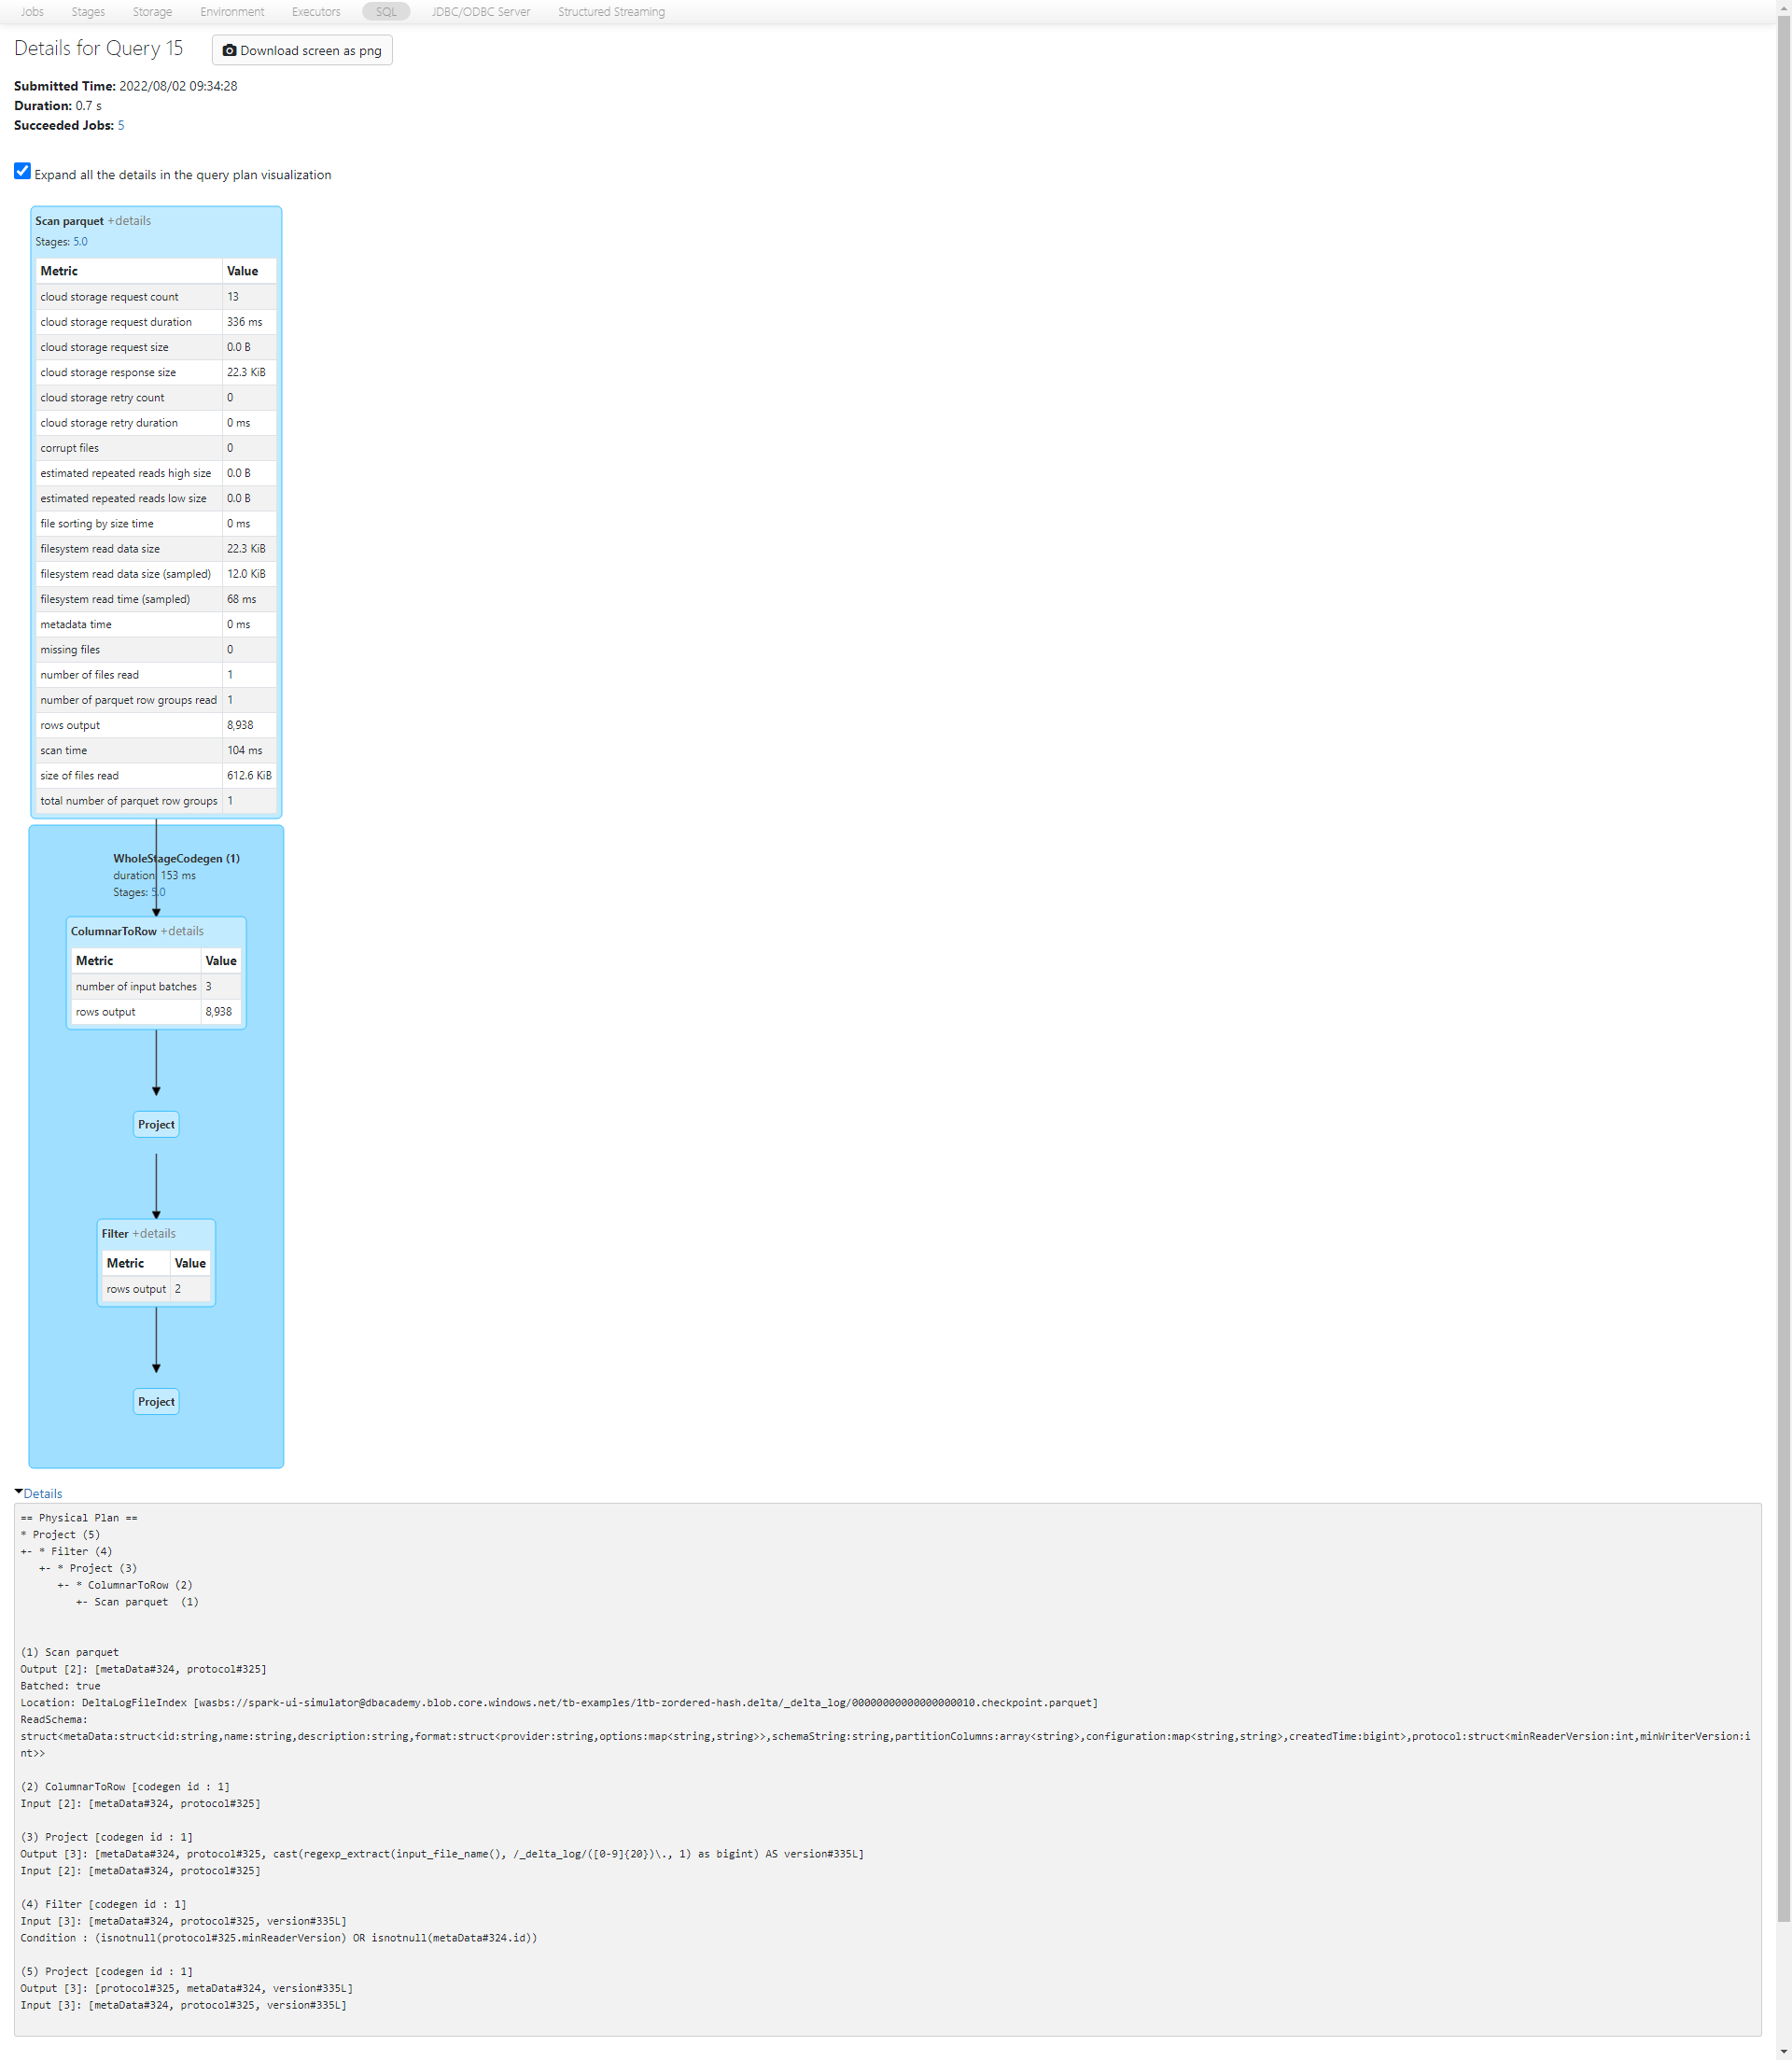 Jobs Stages Storage Environment Executors SQL JDBC/ODBC Server Structured Streaming
Details for Query 15 Download screen as png
Submitted Time: 2022/08/02 09:34:28
Duration: 0.7 s
Succeeded Jobs: 5
Expand all the details in the query plan visualization
Scan parquet +details
Stages: 5.0
Metric Value
cloud storage request count 13
cloud storage request duration 336 ms
cloud storage request size 0.0 B
cloud storage response size 22.3 KiB
cloud storage retry count 0
cloud storage retry duration 0 ms
corrupt files 0
estimated repeated reads high size 0.0 B
estimated repeated reads low size 0.0 B
file sorting by size time 0 ms
filesystem read data size 22.3 KiB
filesystem read data size (sampled) 12.0 KiB
filesystem read time (sampled) 68 ms
metadata time 0 ms
missing files 0
number of files read 1
number of parquet row groups read 1
rows output 8,938
scan time 104 ms
size of files read 612.6 KiB
total number of parquet row groups 1
WholeStageCodegen (1)
duration: 153 ms
Stages: 5.0
ColumnarToRow +details
Metric Value
number of input batches 3
rows output 8,938
Project
Filter +details
Metric Value
rows output 2
Project
Details
== Physical Plan ==
* Project (5)
+- * Filter (4)
   +- * Project (3)
      +- * ColumnarToRow (2)
         +- Scan parquet  (1)
(1) Scan parquet
Output [2]: [metaData#324, protocol#325]
Batched: true
Location: DeltaLogFileIndex [wasbs://spark-ui-simulator@dbacademy.blob.core.windows.net/tb-examples/1tb-zordered-hash.delta/_delta_log/00000000000000000010.checkpoint.parquet]
ReadSchema:
struct<metaData:struct<id:string,name:string,description:string,format:struct<provider:string,options:map<string,string>>,schemaString:string,partitionColumns:array<string>,configuration:map<string,string>,createdTime:bigint>,protocol:struct<minReaderVersion:int,minWriterVersion:i
nt>>
(2) ColumnarToRow [codegen id : 1]
Input [2]: [metaData#324, protocol#325]
(3) Project [codegen id : 1]
Output [3]: [metaData#324, protocol#325, cast(regexp_extract(input_file_name(), /_delta_log/([0-9]{20})\., 1) as bigint) AS version#335L]
Input [2]: [metaData#324, protocol#325]
(4) Filter [codegen id : 1]
Input [3]: [metaData#324, protocol#325, version#335L]
Condition : (isnotnull(protocol#325.minReaderVersion) OR isnotnull(metaData#324.id))
(5) Project [codegen id : 1]
Output [3]: [protocol#325, metaData#324, version#335L]
Input [3]: [metaData#324, protocol#325, version#335L]